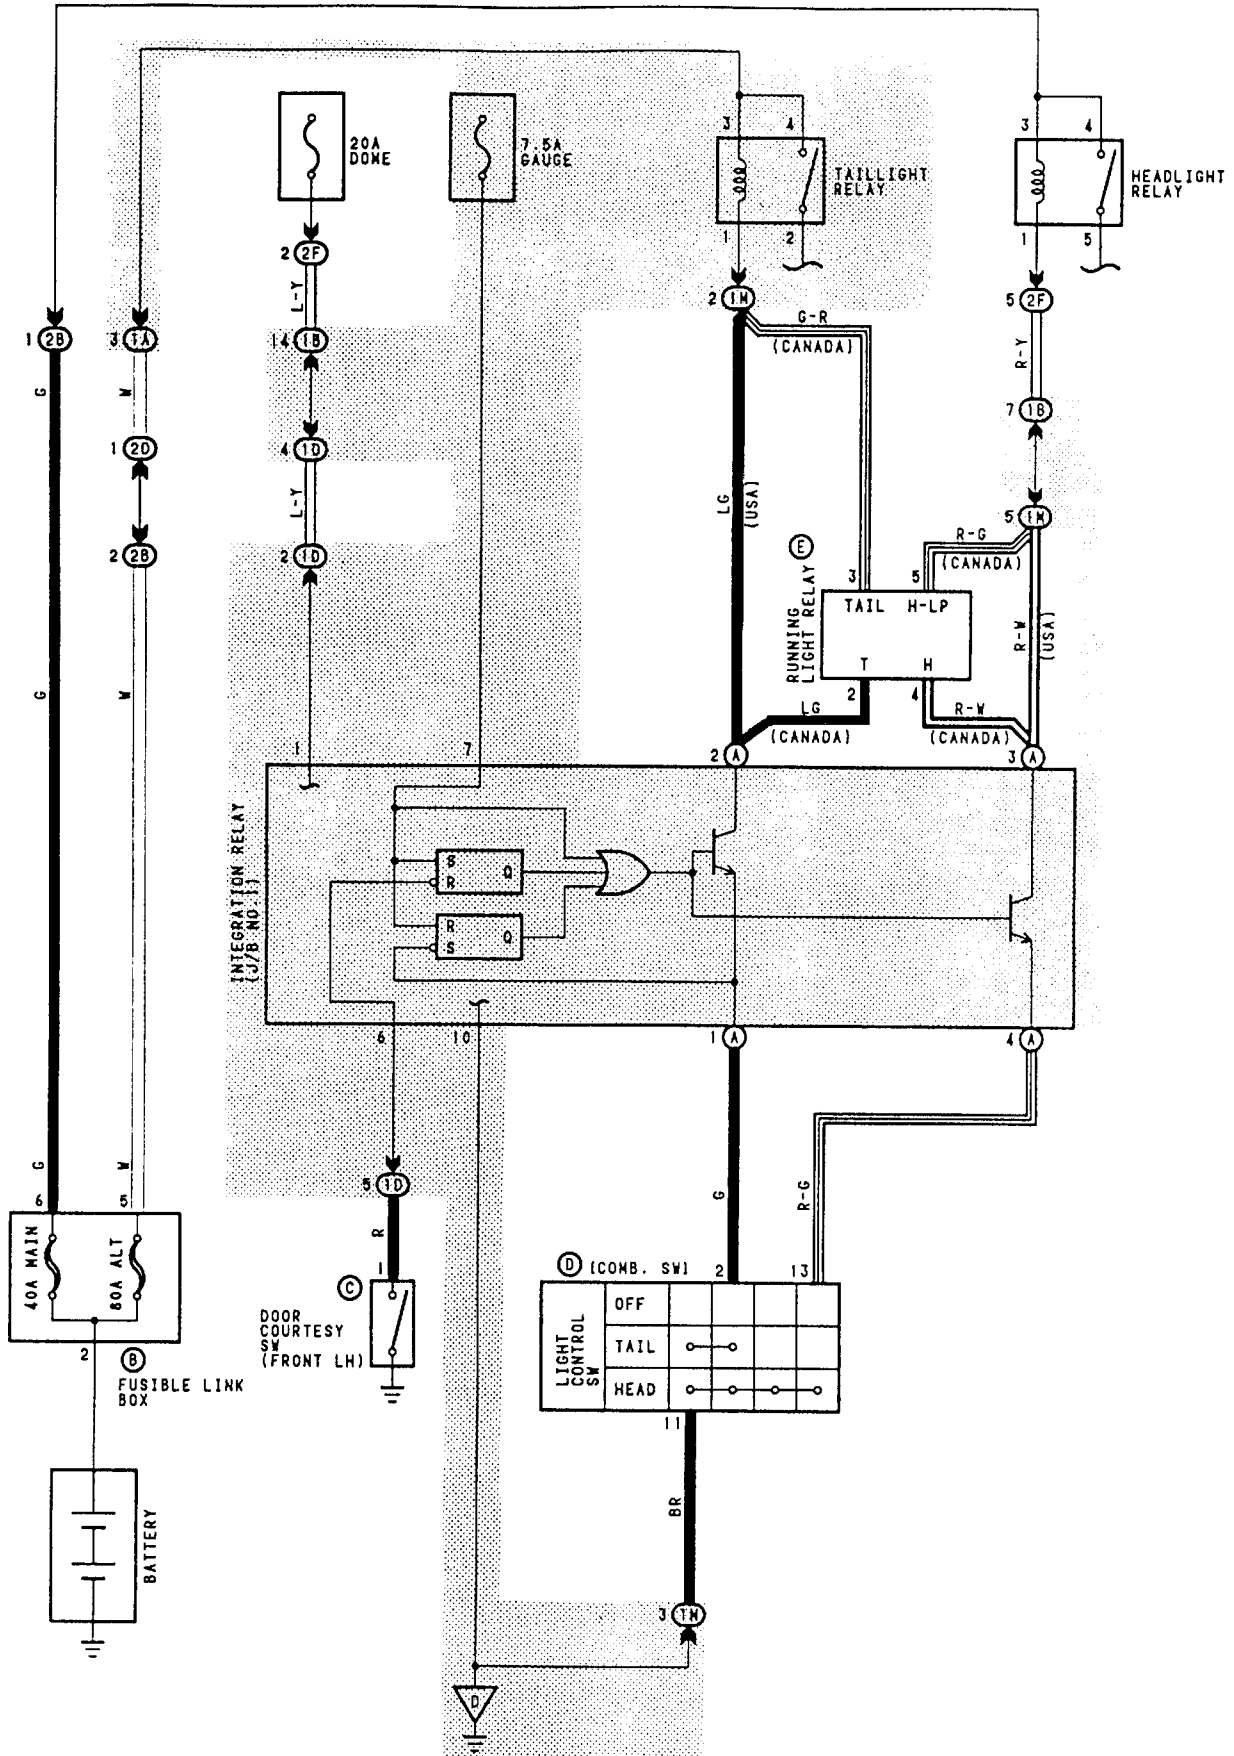 20A
DOME
7.5A
GAUGE
3
4
TAILLIGHT
RELAY
1
2
3
4
HEADLIGHT
RELAY
1
5
2 2F
L-Y
14 1B
4 1D
L-Y
2 1D
1 2B
3 1A
G
W
1 2D
2 2B
G
W
2 1M
G-R
(CANADA)
LG
(USA)
5 2F
R-Y
7 1B
5 1M
R-G
(CANADA)
R-W
(USA)
E
RUNNING
LIGHT RELAY
3
5
TAIL H-LP
T H
2
4
LG
(CANADA)
R-W
(CANADA)
1
7
2 A
3 A
INTEGRATION RELAY
(J/B NO.1)
S
R
Q
R
S
Q
6
10
1 A
4 A
5 1D
R
1
C
DOOR
COURTESY
SW
(FRONT LH)
G
R-G
G
W
6
5
40A MAIN
80A ALT
2
B
FUSIBLE LINK
BOX
BATTERY
D (COMB. SW)
2
13
LIGHT
CONTROL
SW
OFF
TAIL
HEAD
11
BR
3 1M
D